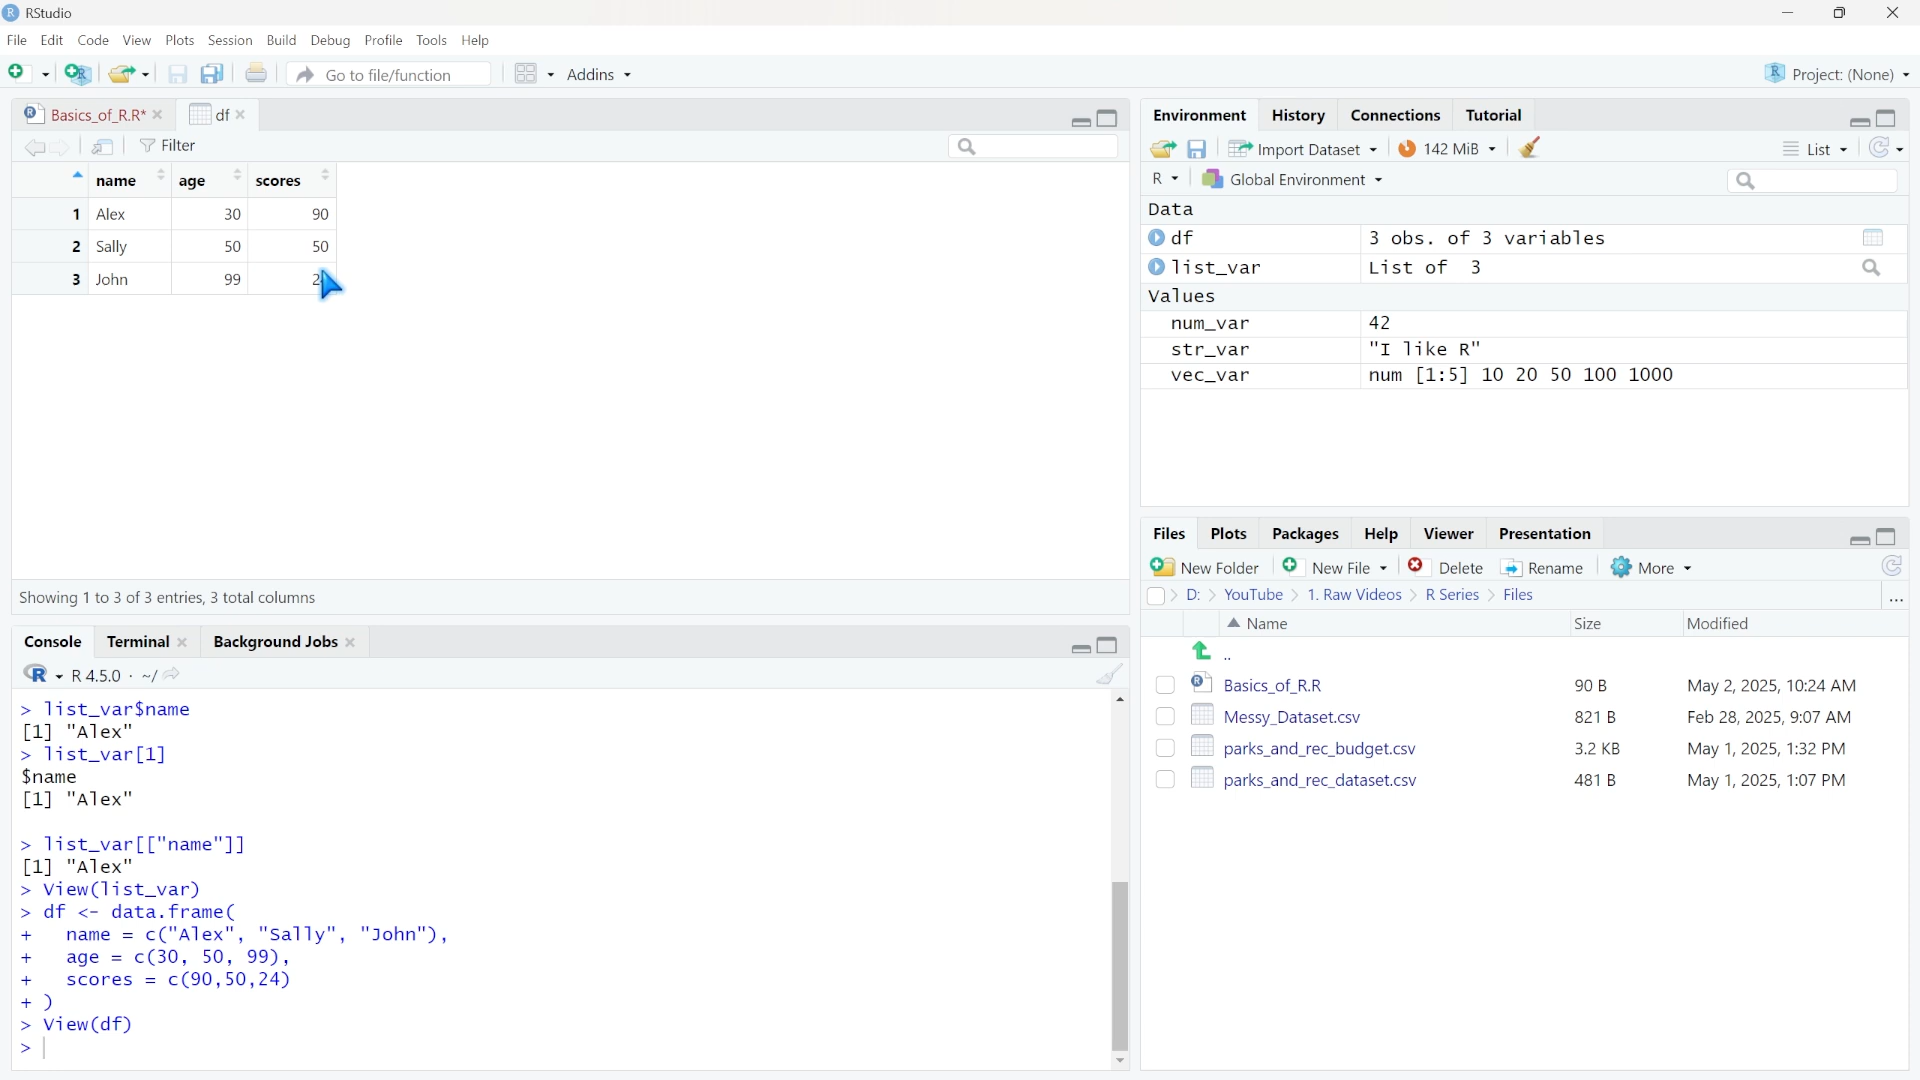 RStudio
File Edit Code View Plots Session Build Debug Profile Tools Help
Go to file/function Addins Project: (None)
Basics_of_R.R* df
Filter
name age scores
1 Alex 30 90
2 Sally 50 50
3 John 99
Showing 1 to 3 of 3 entries, 3 total columns
Console Terminal Background Jobs
R 4.5.0 · ~/
> list_var$name
[1] "Alex"
> list_var[1]
$name
[1] "Alex"
> list_var[["name"]]
[1] "Alex"
> View(list_var)
> df <- data.frame(
+ name = c("Alex", "Sally", "John"),
+ age = c(30, 50, 99),
+ scores = c(90,50,24)
+ )
> View(df)
>
Environment History Connections Tutorial
Import Dataset 142 MiB List
R Global Environment
Data
df 3 obs. of 3 variables
list_var List of 3
Values
num_var 42
str_var "I like R"
vec_var num [1:5] 10 20 50 100 1000
Files Plots Packages Help Viewer Presentation
New Folder New File Delete Rename More
D: > YouTube > 1. Raw Videos > R Series > Files ...
Name Size Modified
..
Basics_of_R.R 90 B May 2, 2025, 10:24 AM
Messy_Dataset.csv 821 B Feb 28, 2025, 9:07 AM
parks_and_rec_budget.csv 3.2 KB May 1, 2025, 1:32 PM
parks_and_rec_dataset.csv 481 B May 1, 2025, 1:07 PM